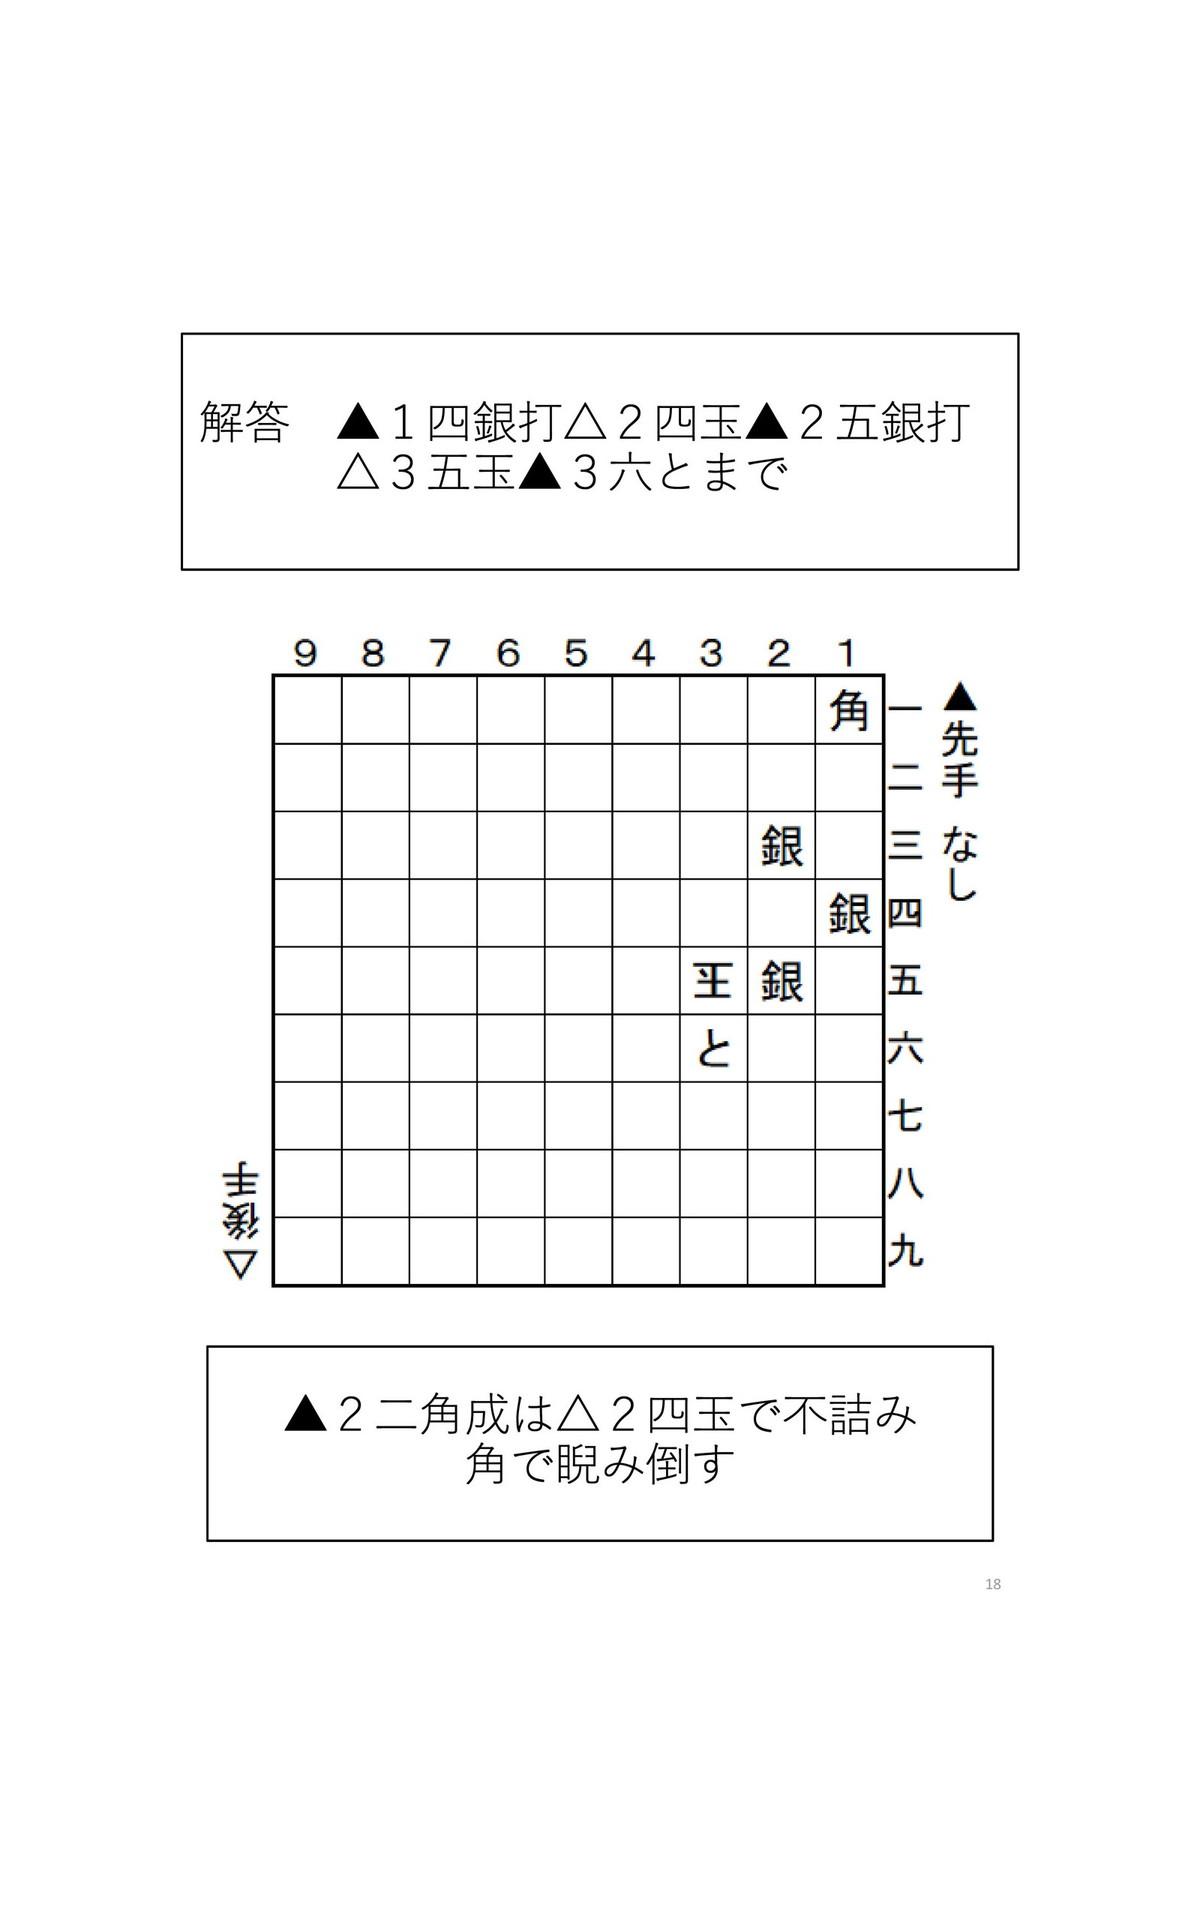 解答　▲１四銀打△２四玉▲２五銀打
△３五玉▲３六とまで
９ ８ ７ ６ ５ ４ ３ ２ １
角 一
二
銀 三
銀 四
玉 銀 五
と 六
七
八
九
▲先手 なし
△後手
▲２二角成は△２四玉で不詰み
角で睨み倒す
18